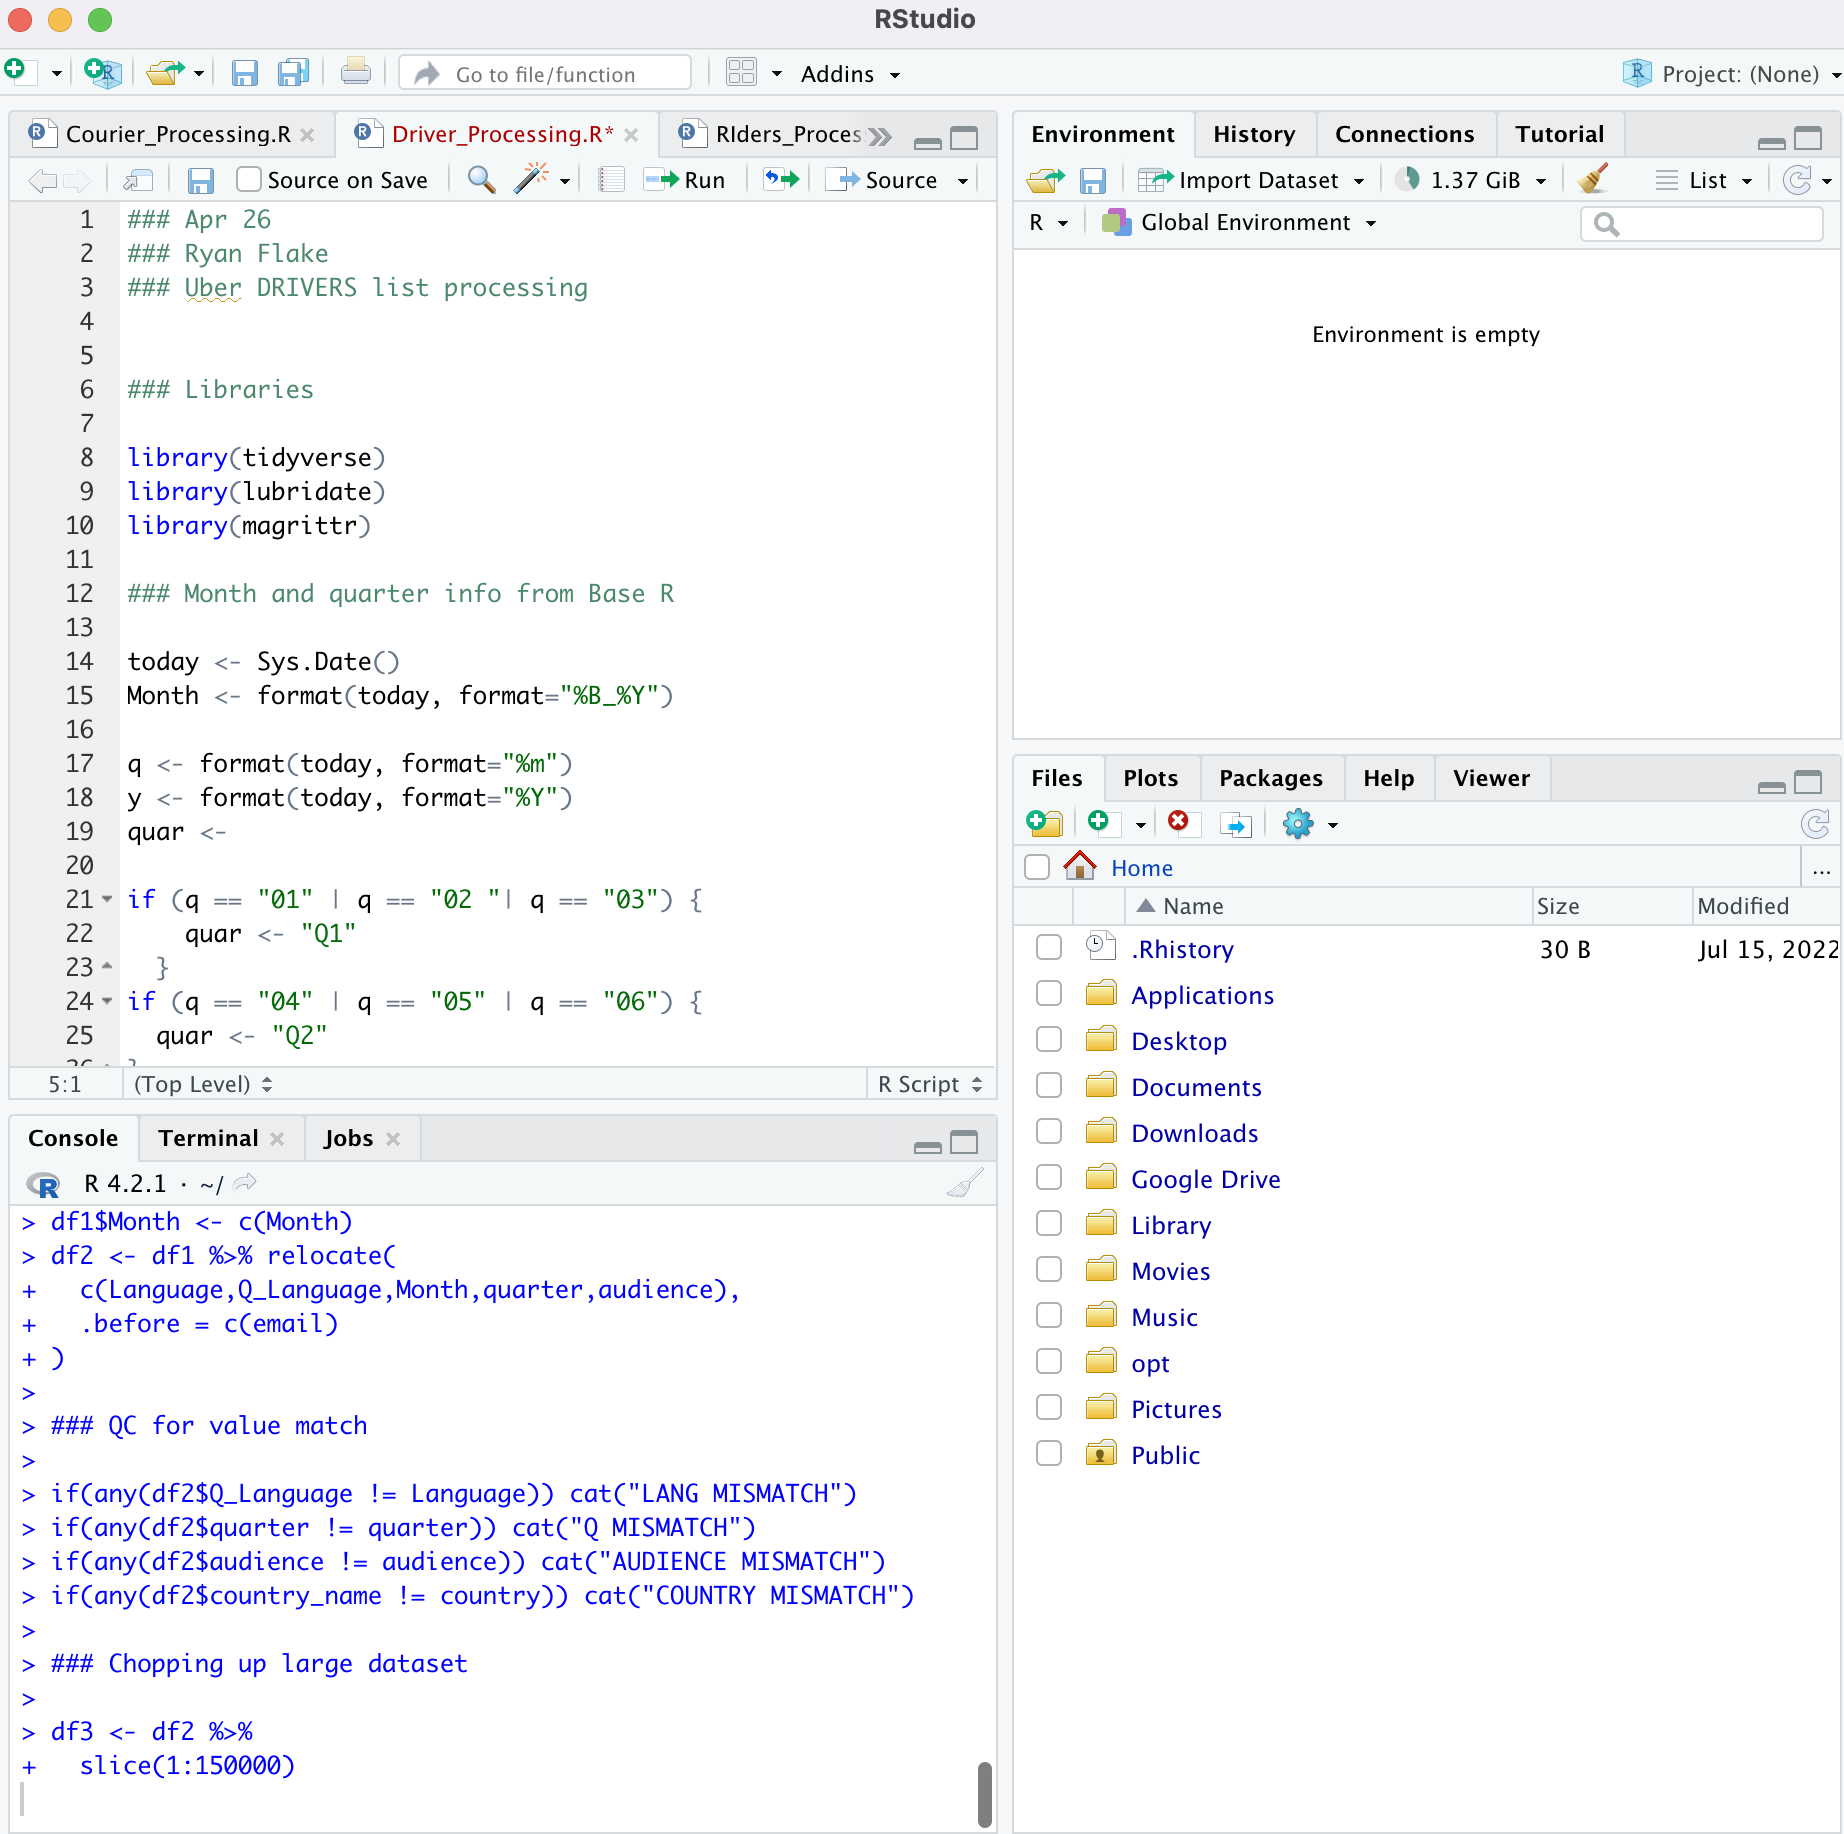 RStudio
Go to file/function
Addins
Project: (None)
Courier_Processing.R
Driver_Processing.R*
RIders_Proces
Source on Save
Run
Source
1 ### Apr 26
2 ### Ryan Flake
3 ### Uber DRIVERS list processing
4
5
6 ### Libraries
7
8 library(tidyverse)
9 library(lubridate)
10 library(magrittr)
11
12 ### Month and quarter info from Base R
13
14 today <- Sys.Date()
15 Month <- format(today, format="%B_%Y")
16
17 q <- format(today, format="%m")
18 y <- format(today, format="%Y")
19 quar <-
20
21 if (q == "01" | q == "02 "| q == "03") {
22     quar <- "Q1"
23   }
24 if (q == "04" | q == "05" | q == "06") {
25   quar <- "Q2"
5:1 (Top Level) R Script
Console Terminal Jobs
R 4.2.1 · ~/
> df1$Month <- c(Month)
> df2 <- df1 %>% relocate(
+   c(Language,Q_Language,Month,quarter,audience),
+   .before = c(email)
+ )
>
> ### QC for value match
>
> if(any(df2$Q_Language != Language)) cat("LANG MISMATCH")
> if(any(df2$quarter != quarter)) cat("Q MISMATCH")
> if(any(df2$audience != audience)) cat("AUDIENCE MISMATCH")
> if(any(df2$country_name != country)) cat("COUNTRY MISMATCH")
>
> ### Chopping up large dataset
>
> df3 <- df2 %>%
+   slice(1:150000)
Environment History Connections Tutorial
Import Dataset 1.37 GiB List
R Global Environment
Environment is empty
Files Plots Packages Help Viewer
Home ...
Name Size Modified
.Rhistory 30 B Jul 15, 2022
Applications
Desktop
Documents
Downloads
Google Drive
Library
Movies
Music
opt
Pictures
Public